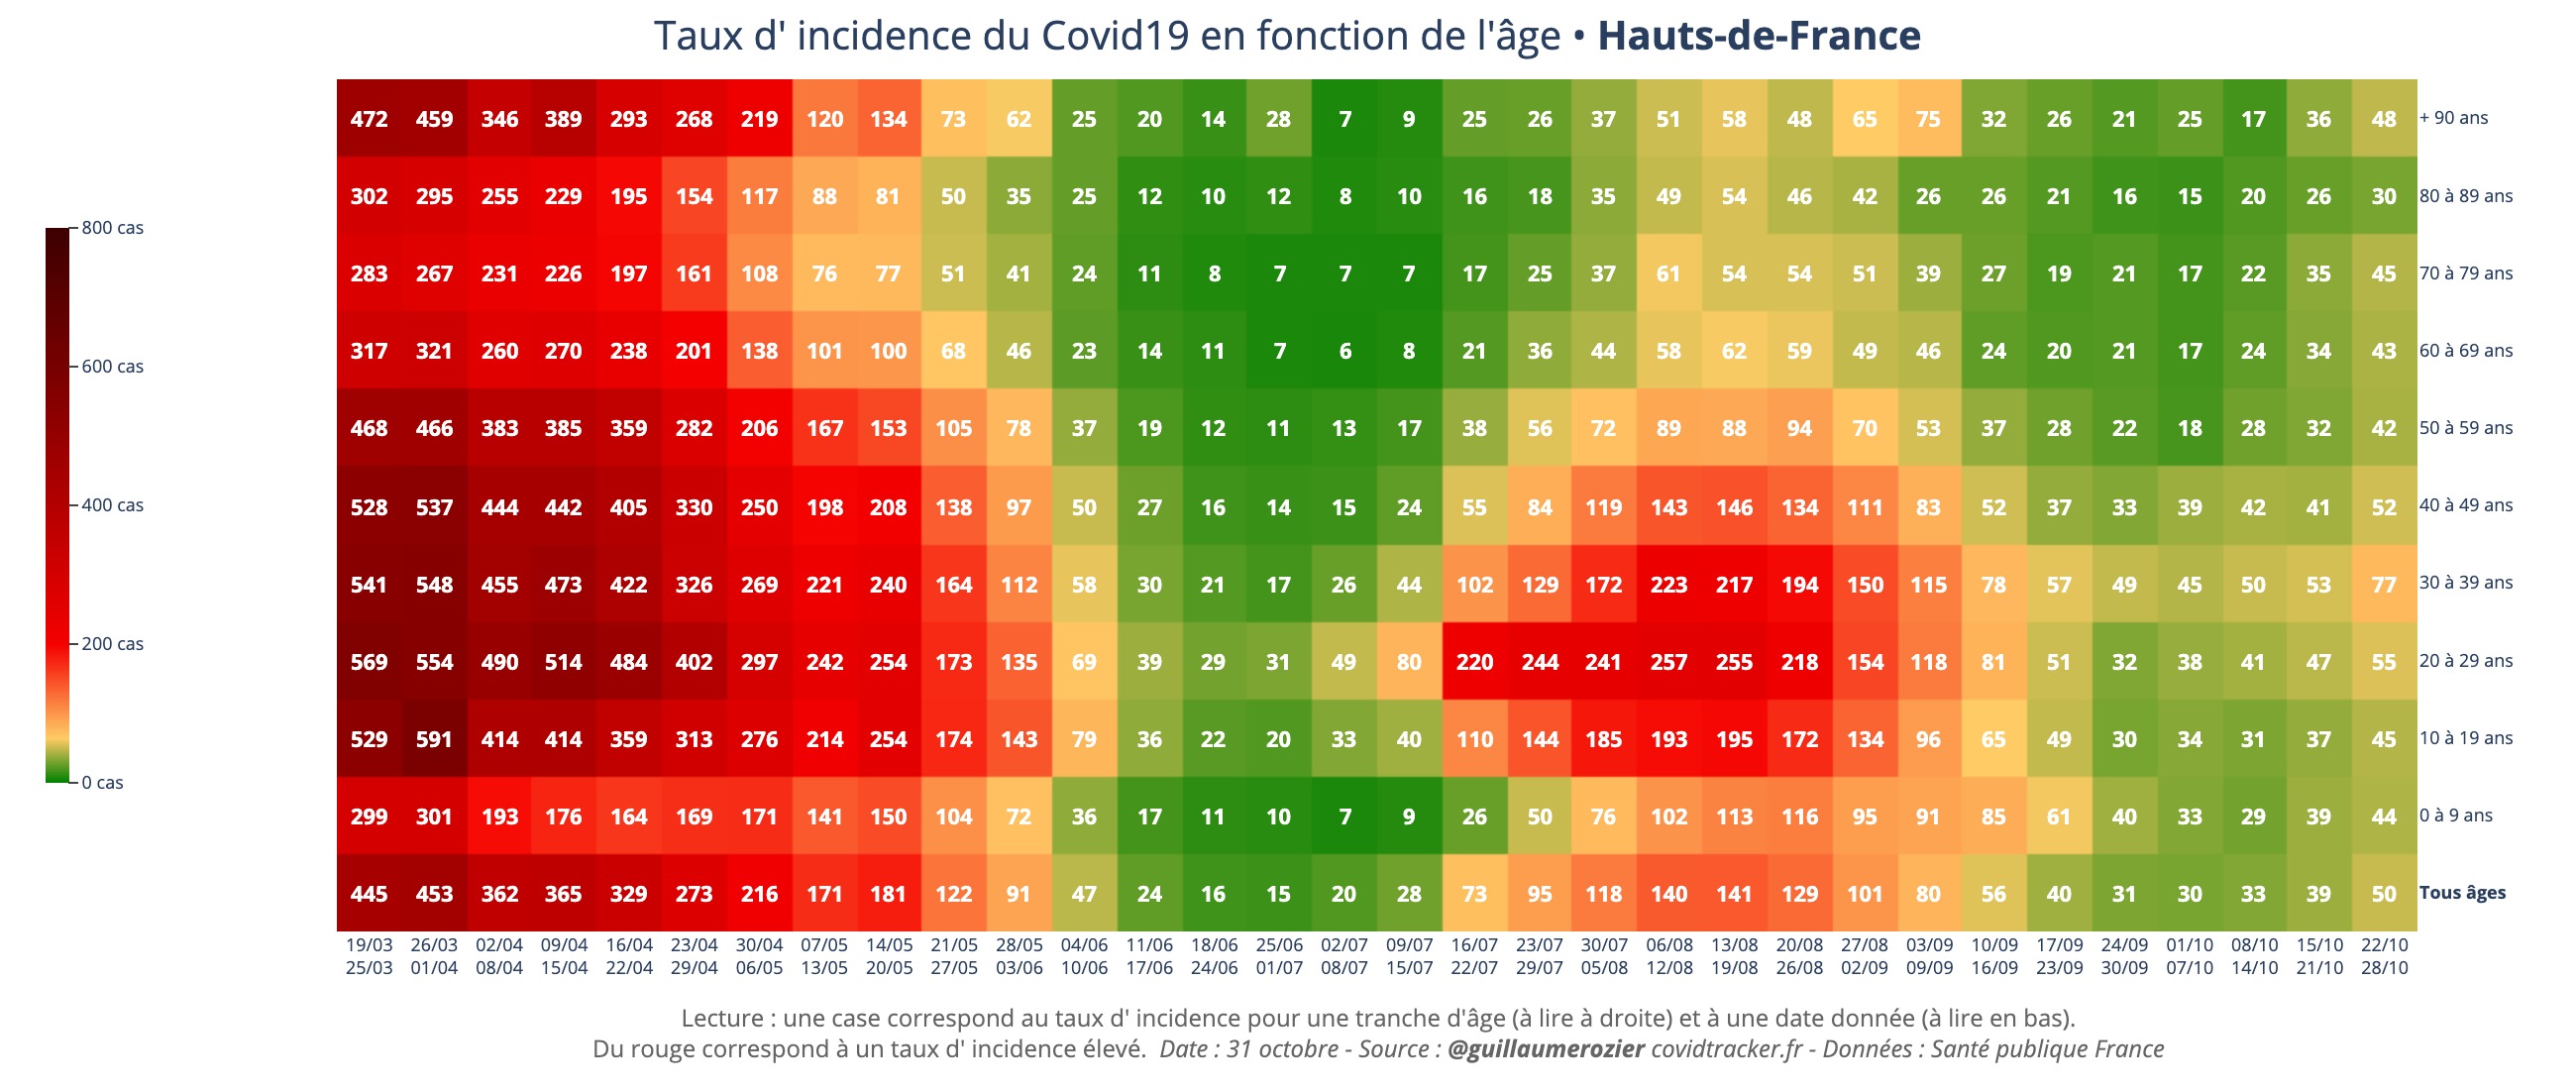 Taux d' incidence du Covid19 en fonction de l'âge • Hauts-de-France
472 459 346 389 293 268 219 120 134 73 62 25 20 14 28 7 9 25 26 37 51 58 48 65 75 32 26 21 25 17 36 48 + 90 ans
302 295 255 229 195 154 117 88 81 50 35 25 12 10 12 8 10 16 18 35 49 54 46 42 26 26 21 16 15 20 26 30 80 à 89 ans
800 cas
283 267 231 226 197 161 108 76 77 51 41 24 11 8 7 7 7 17 25 37 61 54 54 51 39 27 19 21 17 22 35 45 70 à 79 ans
317 321 260 270 238 201 138 101 100 68 46 23 14 11 7 6 8 21 36 44 58 62 59 49 46 24 20 21 17 24 34 43 60 à 69 ans
600 cas
468 466 383 385 359 282 206 167 153 105 78 37 19 12 11 13 17 38 56 72 89 88 94 70 53 37 28 22 18 28 32 42 50 à 59 ans
400 cas
528 537 444 442 405 330 250 198 208 138 97 50 27 16 14 15 24 55 84 119 143 146 134 111 83 52 37 33 39 42 41 52 40 à 49 ans
541 548 455 473 422 326 269 221 240 164 112 58 30 21 17 26 44 102 129 172 223 217 194 150 115 78 57 49 45 50 53 77 30 à 39 ans
200 cas
569 554 490 514 484 402 297 242 254 173 135 69 39 29 31 49 80 220 244 241 257 255 218 154 118 81 51 32 38 41 47 55 20 à 29 ans
529 591 414 414 359 313 276 214 254 174 143 79 36 22 20 33 40 110 144 185 193 195 172 134 96 65 49 30 34 31 37 45 10 à 19 ans
0 cas
299 301 193 176 164 169 171 141 150 104 72 36 17 11 10 7 9 26 50 76 102 113 116 95 91 85 61 40 33 29 39 44 0 à 9 ans
445 453 362 365 329 273 216 171 181 122 91 47 24 16 15 20 28 73 95 118 140 141 129 101 80 56 40 31 30 33 39 50 Tous âges
19/03 26/03 02/04 09/04 16/04 23/04 30/04 07/05 14/05 21/05 28/05 04/06 11/06 18/06 25/06 02/07 09/07 16/07 23/07 30/07 06/08 13/08 20/08 27/08 03/09 10/09 17/09 24/09 01/10 08/10 15/10 22/10
25/03 01/04 08/04 15/04 22/04 29/04 06/05 13/05 20/05 27/05 03/06 10/06 17/06 24/06 01/07 08/07 15/07 22/07 29/07 05/08 12/08 19/08 26/08 02/09 09/09 16/09 23/09 30/09 07/10 14/10 21/10 28/10
Lecture : une case correspond au taux d' incidence pour une tranche d'âge (à lire à droite) et à une date donnée (à lire en bas).
Du rouge correspond à un taux d' incidence élevé. Date : 31 octobre - Source : @guillaumerozier covidtracker.fr - Données : Santé publique France